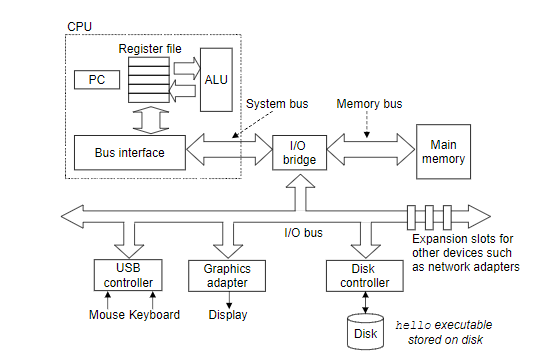 CPU
Register file
PC
ALU
System bus
Memory bus
Bus interface
I/O
bridge
Main
memory
I/O bus
Expansion slots for
other devices such
as network adapters
USB
controller
Graphics
adapter
Disk
controller
Mouse Keyboard
Display
Disk
hello executable
stored on disk